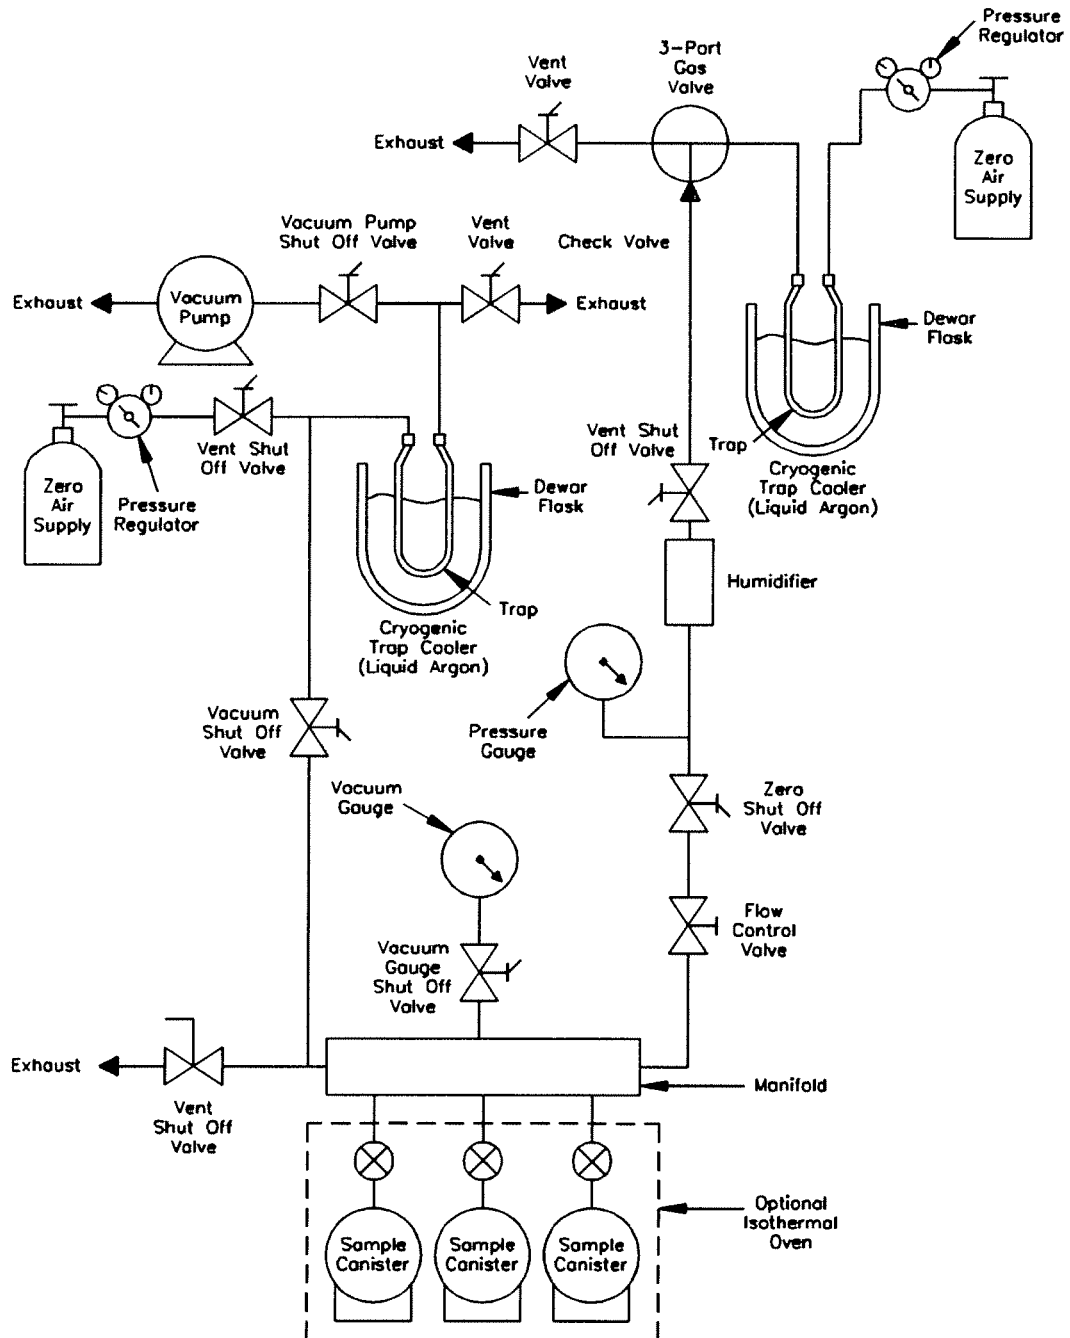 Pressure
Regulator
3-Port
Gas
Valve
Vent
Valve
Exhaust
Zero
Air
Supply
Vacuum Pump
Shut Off Valve
Vent
Valve
Check Valve
Exhaust
Vacuum
Pump
Exhaust
Dewar
Flask
Vent Shut
Off Valve
Trap
Cryogenic
Trap Cooler
(Liquid Argon)
Vent Shut
Off Valve
Zero
Air
Supply
Pressure
Regulator
Dewar
Flask
Trap
Cryogenic
Trap Cooler
(Liquid Argon)
Humidifier
Pressure
Gauge
Vacuum
Shut Off
Valve
Vacuum
Gauge
Zero
Shut Off
Valve
Flow
Control
Valve
Vacuum
Gauge
Shut Off
Valve
Exhaust
Manifold
Vent
Shut Off
Valve
Optional
Isothermal
Oven
Sample
Canister
Sample
Canister
Sample
Canister